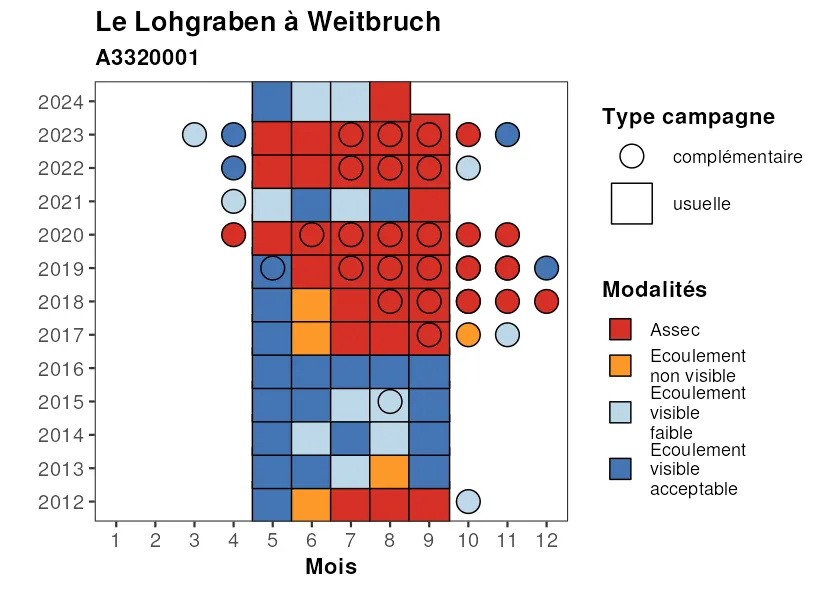 Le Lohgraben à Weitbruch
A3320001
2024
2023
2022
2021
2020
2019
2018
2017
2016
2015
2014
2013
2012
1 2 3 4 5 6 7 8 9 10 11 12
Mois
Type campagne
complémentaire
usuelle
Modalités
Assec
Ecoulement
non visible
Ecoulement
visible
faible
Ecoulement
visible
acceptable